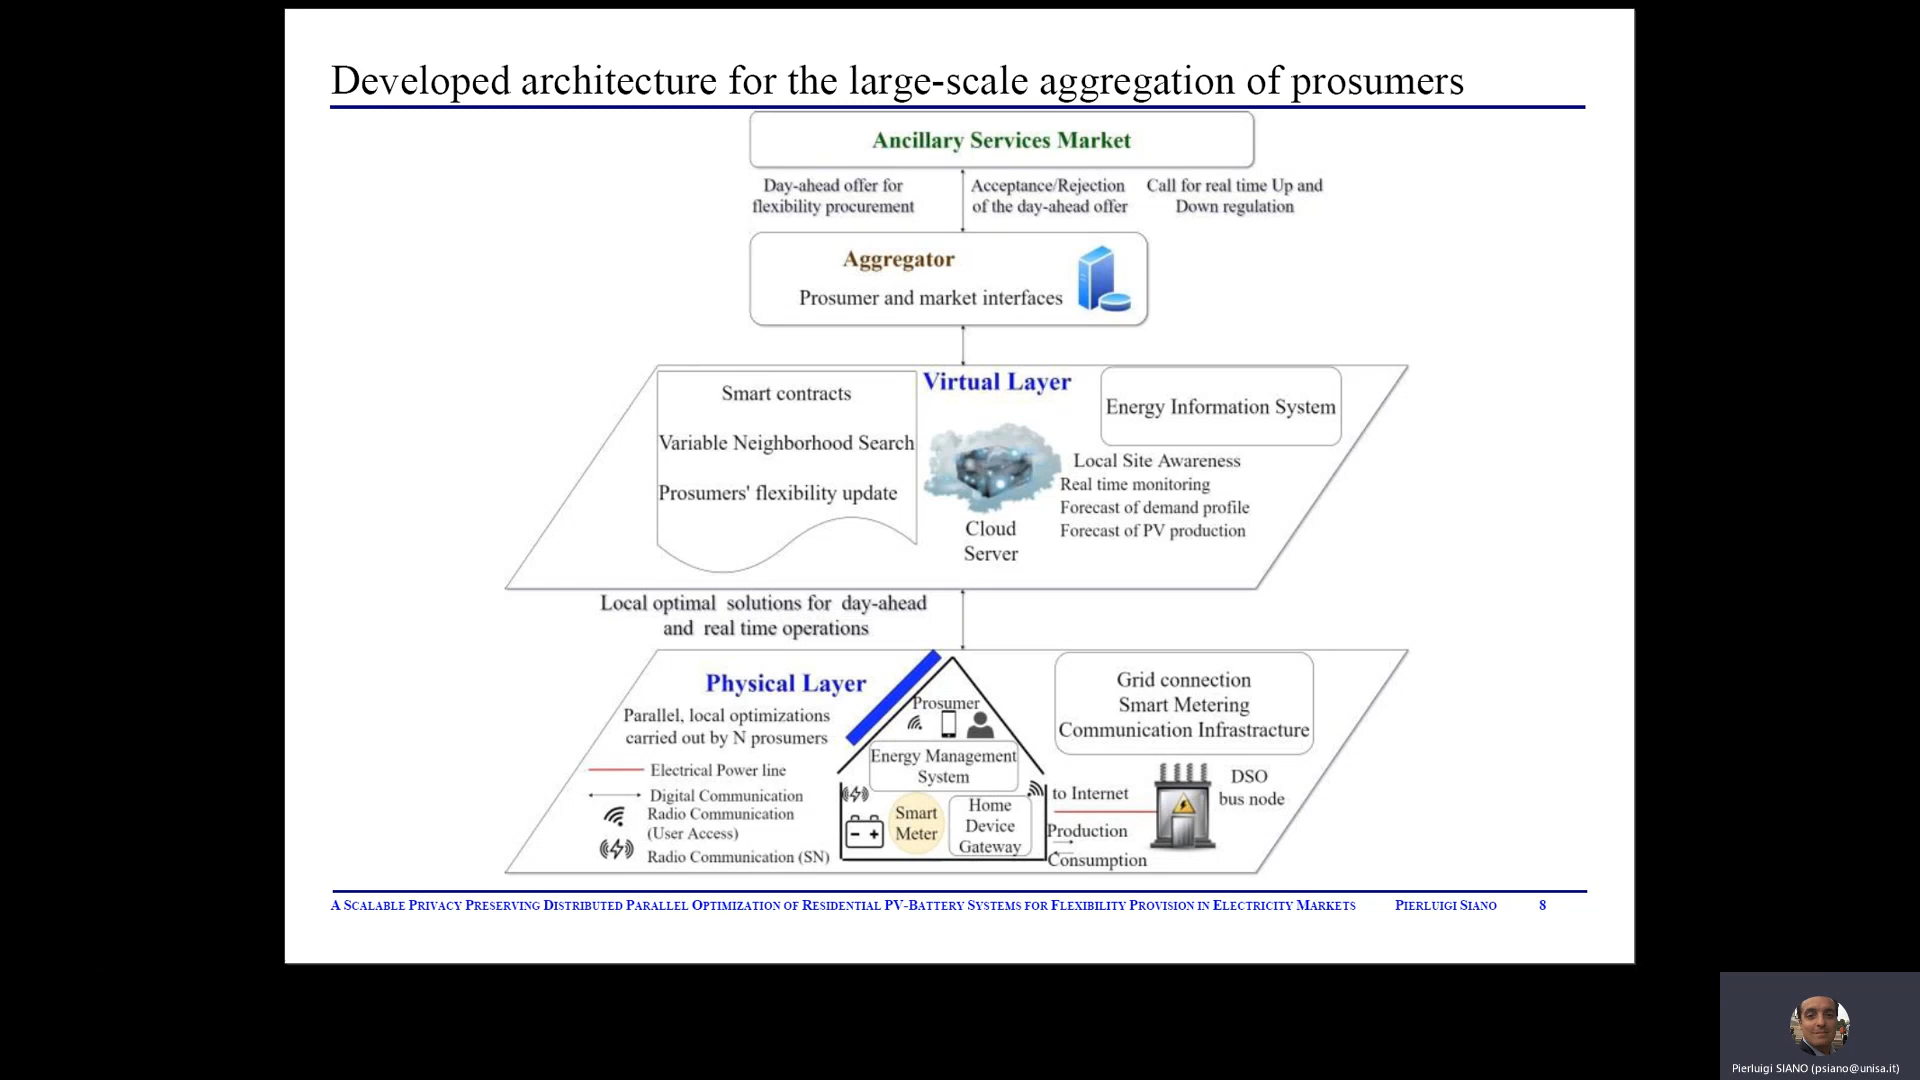 Developed architecture for the large-scale aggregation of prosumers
Ancillary Services Market
Day-ahead offer for
flexibility procurement
Acceptance/Rejection
of the day-ahead offer
Call for real time Up and
Down regulation
Aggregator
Prosumer and market interfaces
Virtual Layer
Smart contracts
Variable Neighborhood Search
Prosumers' flexibility update
Cloud
Server
Energy Information System
Local Site Awareness
Real time monitoring
Forecast of demand profile
Forecast of PV production
Local optimal solutions for day-ahead
and real time operations
Physical Layer
Parallel, local optimizations
carried out by N prosumers
Electrical Power line
Digital Communication
Radio Communication
(User Access)
Radio Communication (SN)
Prosumer
Energy Management
System
Smart
Meter
Home
Device
Gateway
Grid connection
Smart Metering
Communication Infrastracture
to Internet
Production
Consumption
DSO
bus node
A SCALABLE PRIVACY PRESERVING DISTRIBUTED PARALLEL OPTIMIZATION OF RESIDENTIAL PV-BATTERY SYSTEMS FOR FLEXIBILITY PROVISION IN ELECTRICITY MARKETS PIERLUIGI SIANO 8
Pierluigi SIANO (psiano@unisa.it)